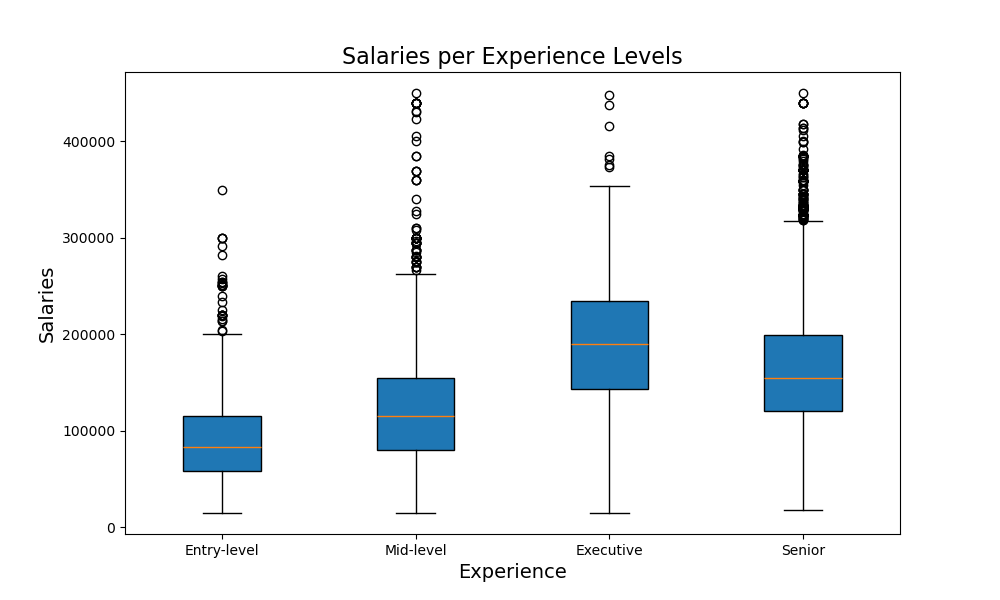 Salaries per Experience Levels
Salaries
400000
300000
200000
100000
0
Entry-level
Mid-level
Executive
Senior
Experience